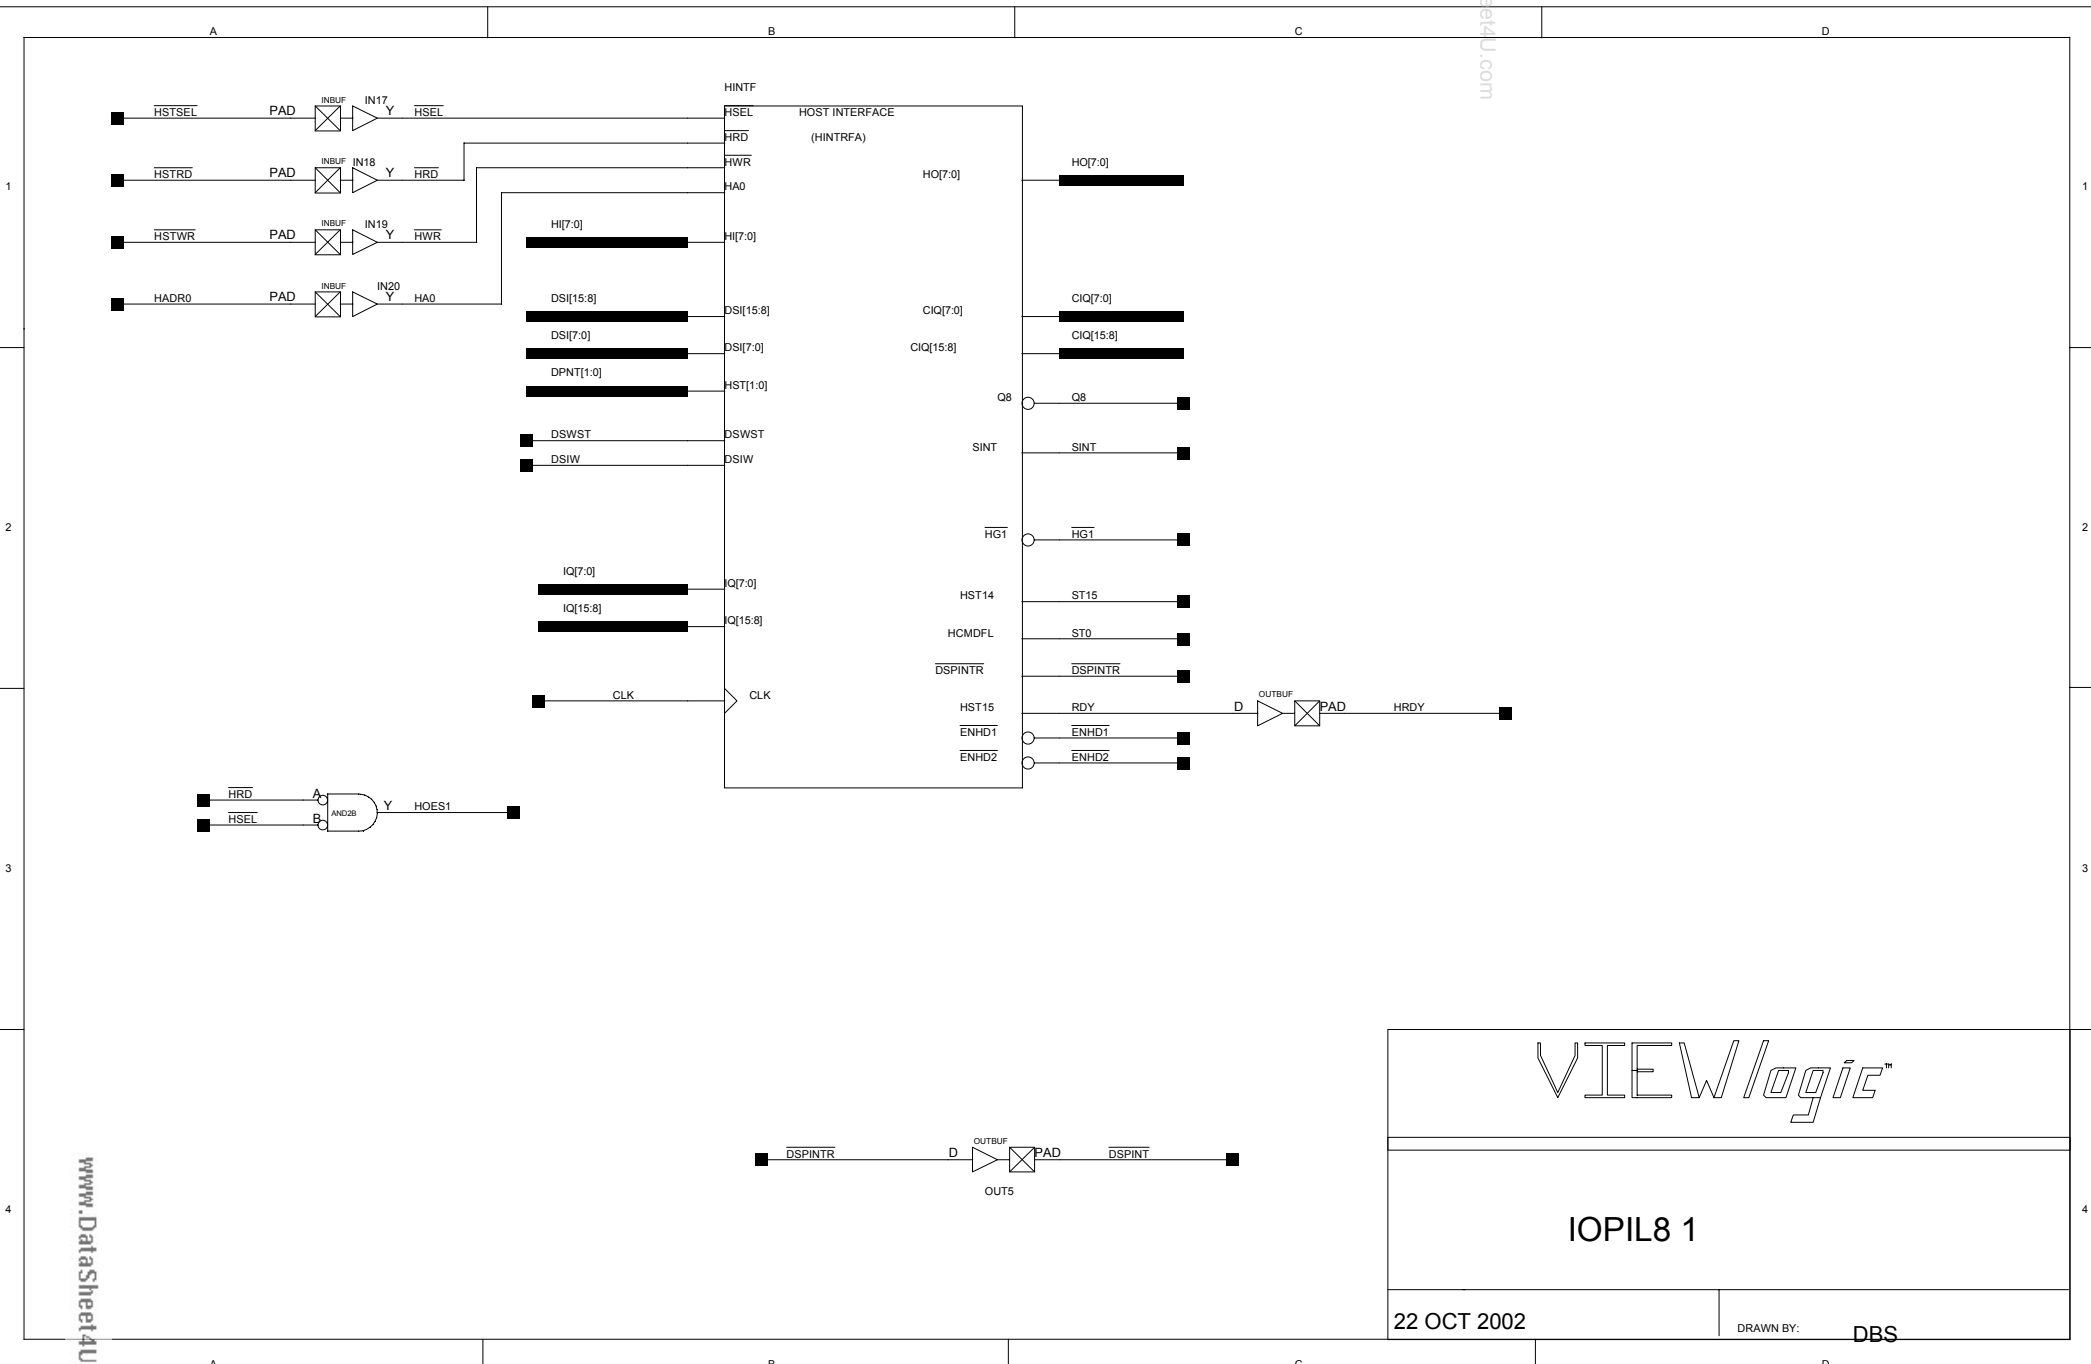 eet4U.com
A B C D
HINTF
HSTSEL PAD INBUF IN17 Y HSEL HSEL HOST INTERFACE
HRD (HINTRFA)
HSTRD PAD INBUF IN18 Y HRD HWR HO[7:0] HO[7:0]
1 HA0 1
HSTWR PAD INBUF IN19 Y HWR HI[7:0] HI[7:0]
HADR0 PAD INBUF IN20 Y HA0 DSI[15:8] DSI[15:8] CIQ[7:0] CIQ[7:0]
DSI[7:0] DSI[7:0] CIQ[15:8] CIQ[15:8]
DPNT[1:0] HST[1:0]
Q8 Q8
DSWST DSWST SINT SINT
DSIW DSIW
2 HG1 HG1 2
IQ[7:0] IQ[7:0]
HST14 ST15
IQ[15:8] IQ[15:8]
HCMDFL ST0
DSPINTR DSPINTR
CLK CLK
HST15 RDY D OUTBUF PAD HRDY
ENHD1 ENHD1
ENHD2 ENHD2
HRD A
AND2B Y HOES1
HSEL B
3 3
VIEWlogic™
DSPINTR D OUTBUF PAD DSPINT
OUT5
4 4
IOPIL8 1
22 OCT 2002
DRAWN BY: DBS
www.DataSheet4U
A B C D